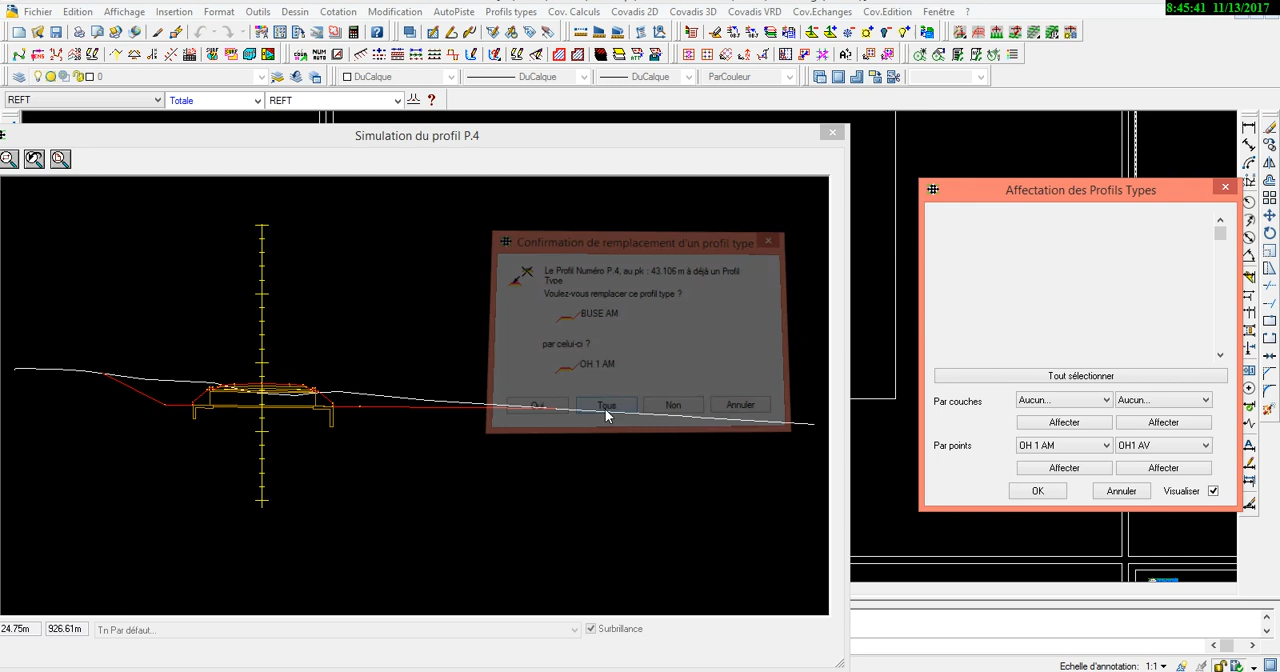 8:45:41 11/13/2017
Fichier Edition Affichage Insertion Format Outils Dessin Cotation Modification AutoPiste Profils types Cov. Calculs Covadis 2D Covadis 3D Covadis VRD Cov.Echanges Cov.Edition Fenêtre ?
0 DuCalque DuCalque DuCalque ParCouleur
REFT Totale REFT
Simulation du profil P.4
Affectation des Profils Types
Confirmation de remplacement d'un profil type
Le Profil Numéro P.4, au pk : 43.106 m à déjà un Profil
Type
Voulez-vous remplacer ce profil type ?
BUSE AM
par celui-ci ?
OH 1 AM
Oui Tous Non Annuler
Tout sélectionner
Par couches Aucun... Aucun...
Affecter Affecter
Par points OH 1 AM OH1 AV
Affecter Affecter
OK Annuler Visualiser
24.75m 926.61m Tn Par défaut... Surbrillance
Echelle d'annotation : 1:1